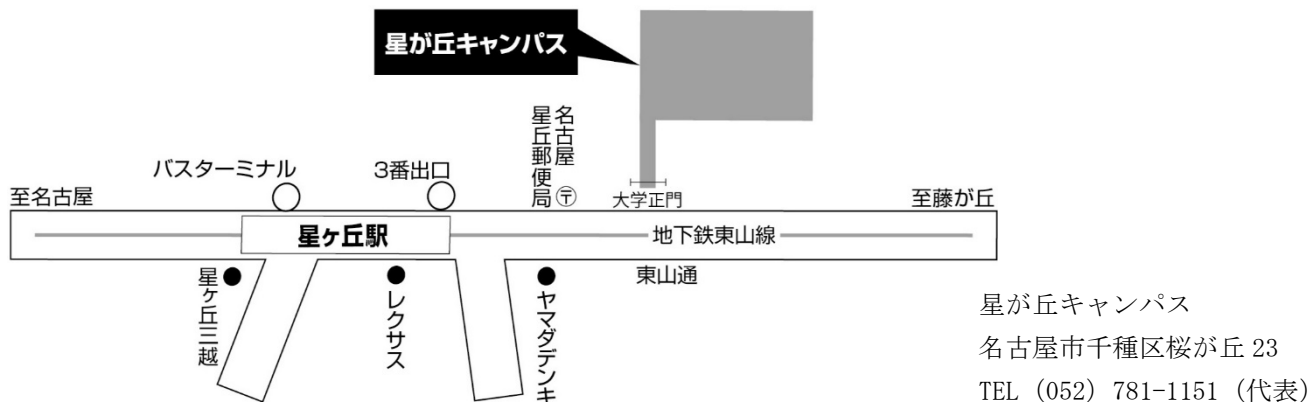 星が丘キャンパス
名古屋
星丘郵便局
〒
バスターミナル
3番出口
至名古屋
大学正門
至藤が丘
星ヶ丘駅
地下鉄東山線
東山通
星ヶ丘三越
レクサス
ヤマダデンキ
星が丘キャンパス
名古屋市千種区桜が丘 23
TEL (052) 781-1151 (代表)